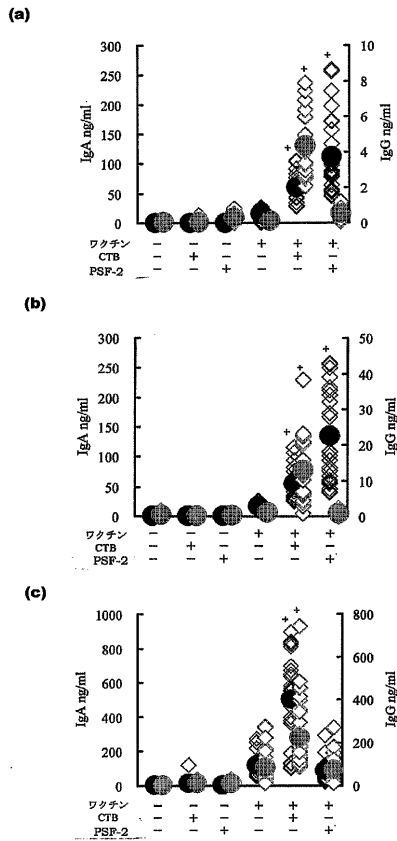 (a)
300
250
200
150
100
50
0
IgA ng/ml
10
8
6
4
2
0
IgG ng/ml
+ + +
ワクチン − − − + + +
CTB − + − − + −
PSF-2 − − + − − +
(b)
300
250
200
150
100
50
0
IgA ng/ml
50
40
30
20
10
0
IgG ng/ml
+ + +
ワクチン − − − + + +
CTB − + − − + −
PSF-2 − − + − − +
(c)
1000
800
600
400
200
0
IgA ng/ml
800
600
400
200
0
IgG ng/ml
+ +
ワクチン − − − + + +
CTB − + − − + −
PSF-2 − − + − − +